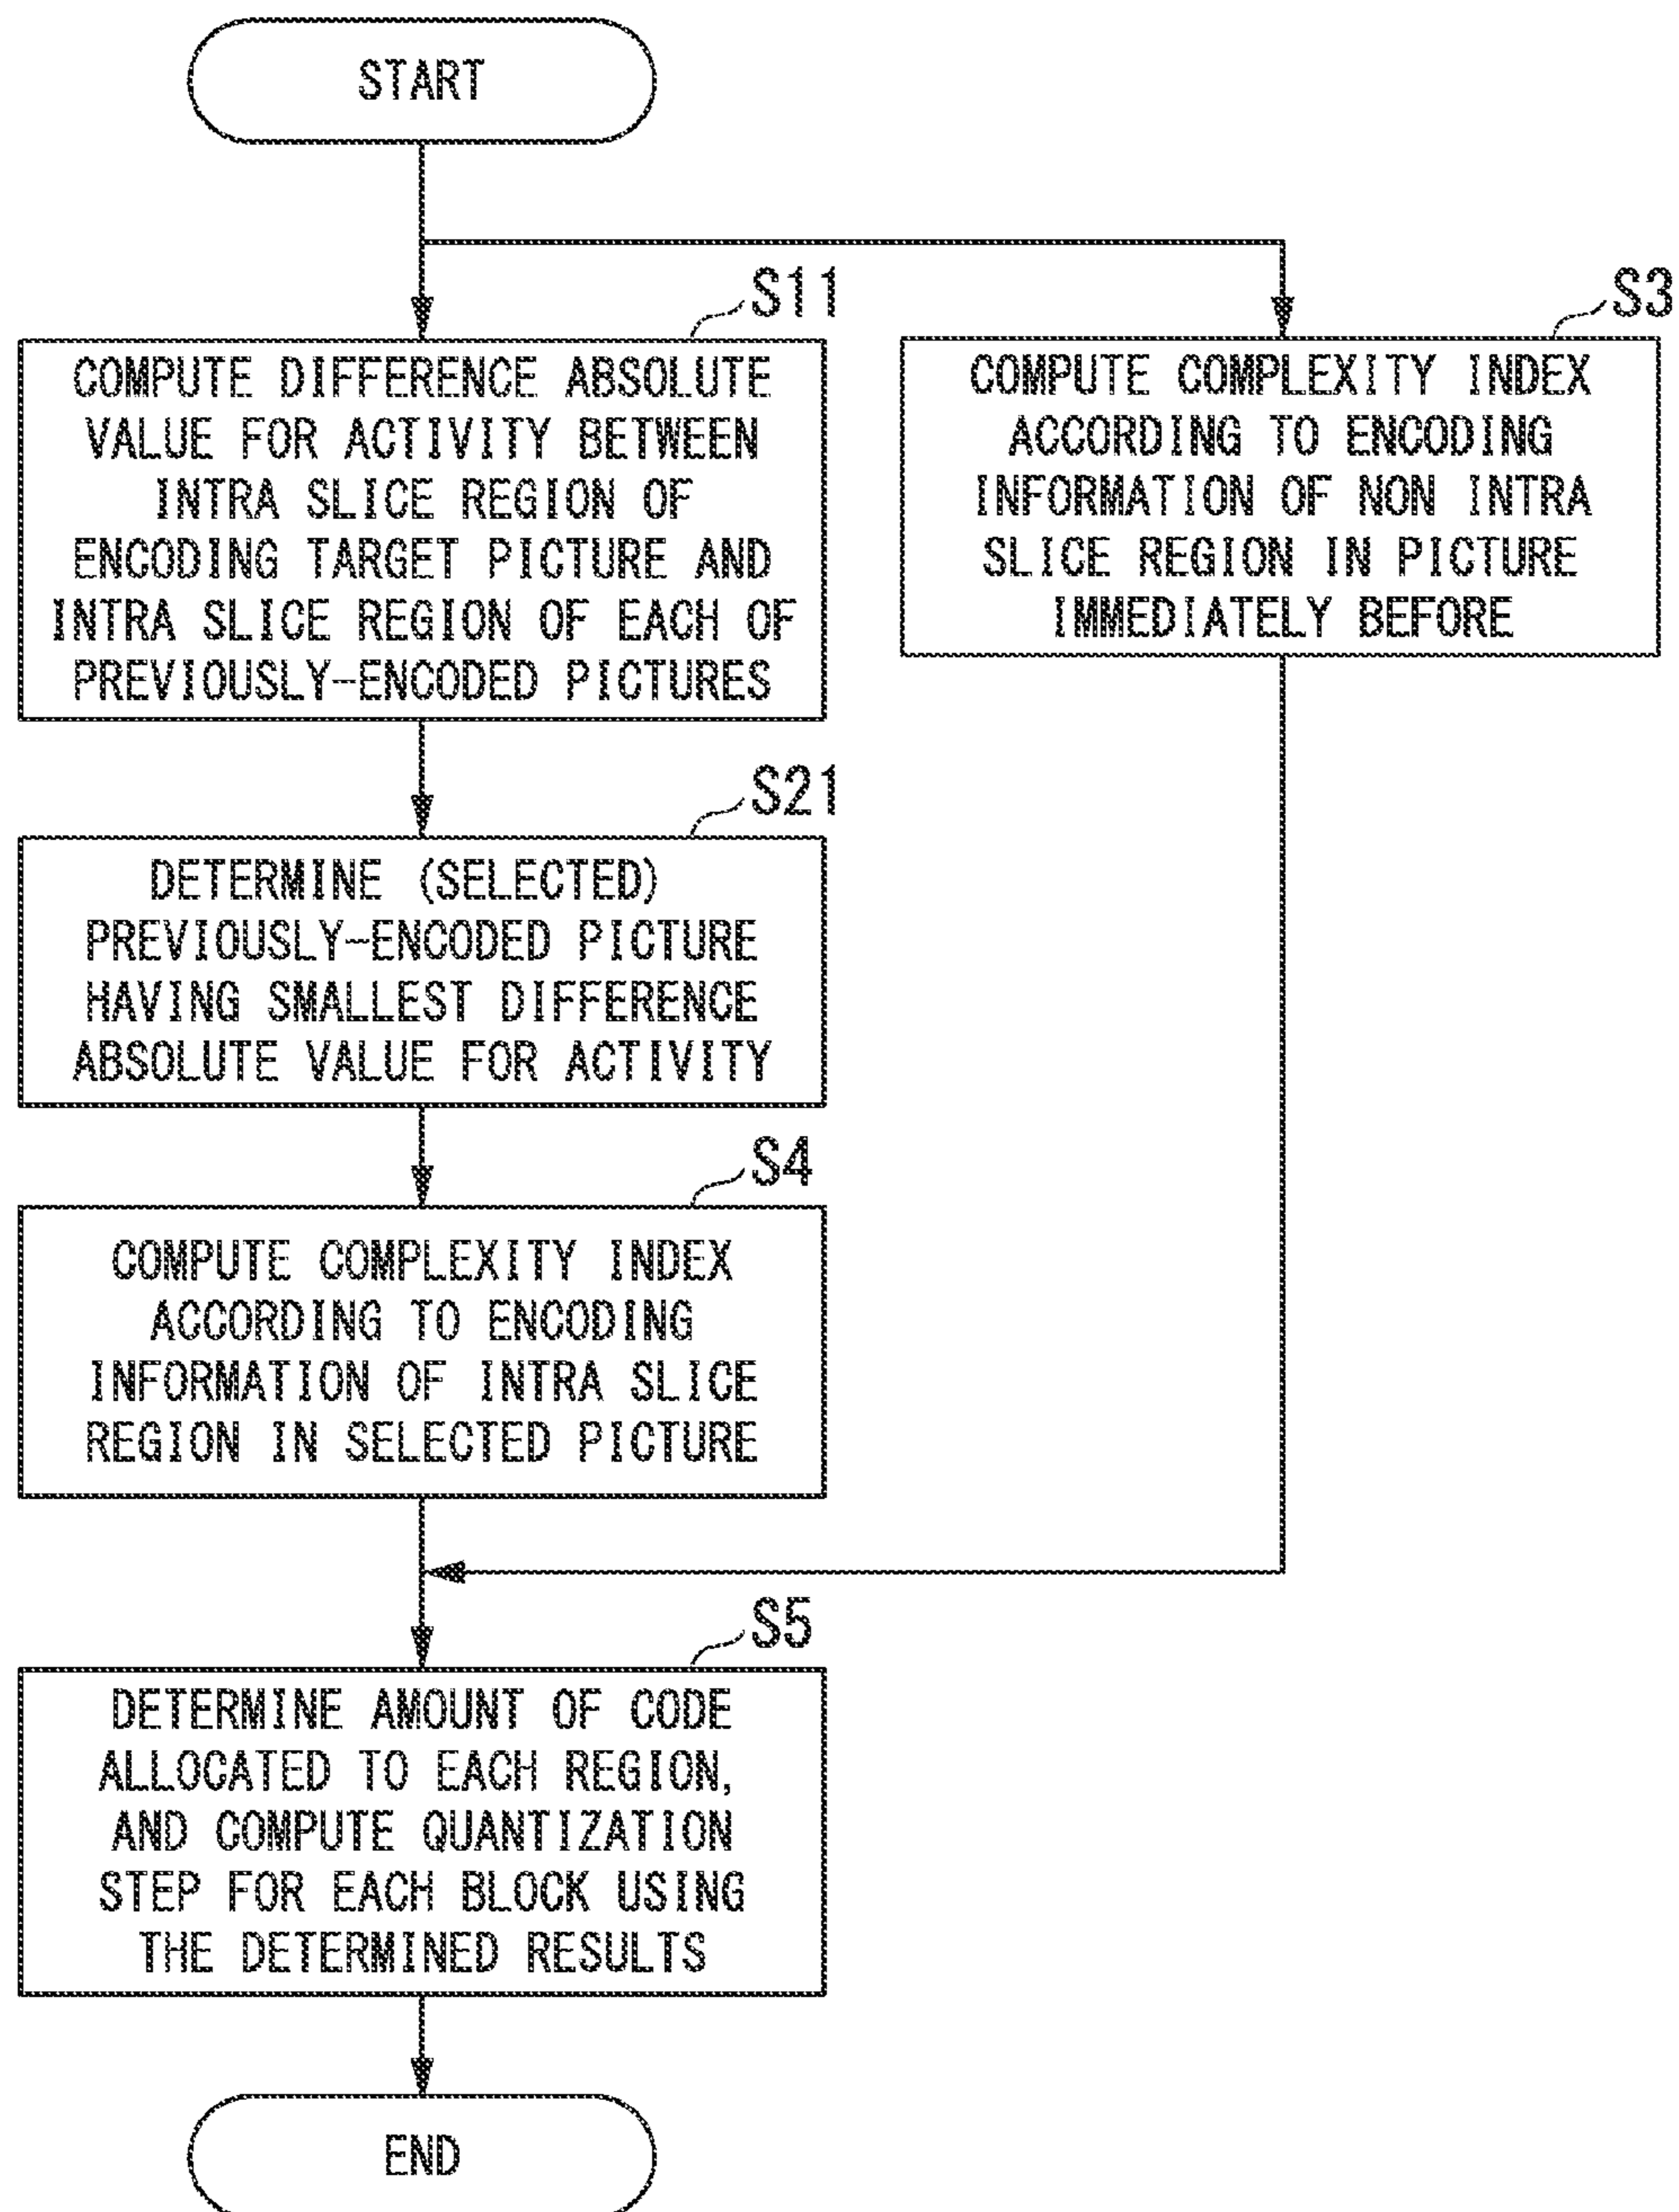 START
S11
COMPUTE DIFFERENCE ABSOLUTE
VALUE FOR ACTIVITY BETWEEN
INTRA SLICE REGION OF
ENCODING TARGET PICTURE AND
INTRA SLICE REGION OF EACH OF
PREVIOUSLY-ENCODED PICTURES
S3
COMPUTE COMPLEXITY INDEX
ACCORDING TO ENCODING
INFORMATION OF NON INTRA
SLICE REGION IN PICTURE
IMMEDIATELY BEFORE
S21
DETERMINE (SELECTED)
PREVIOUSLY-ENCODED PICTURE
HAVING SMALLEST DIFFERENCE
ABSOLUTE VALUE FOR ACTIVITY
S4
COMPUTE COMPLEXITY INDEX
ACCORDING TO ENCODING
INFORMATION OF INTRA SLICE
REGION IN SELECTED PICTURE
S5
DETERMINE AMOUNT OF CODE
ALLOCATED TO EACH REGION,
AND COMPUTE QUANTIZATION
STEP FOR EACH BLOCK USING
THE DETERMINED RESULTS
END